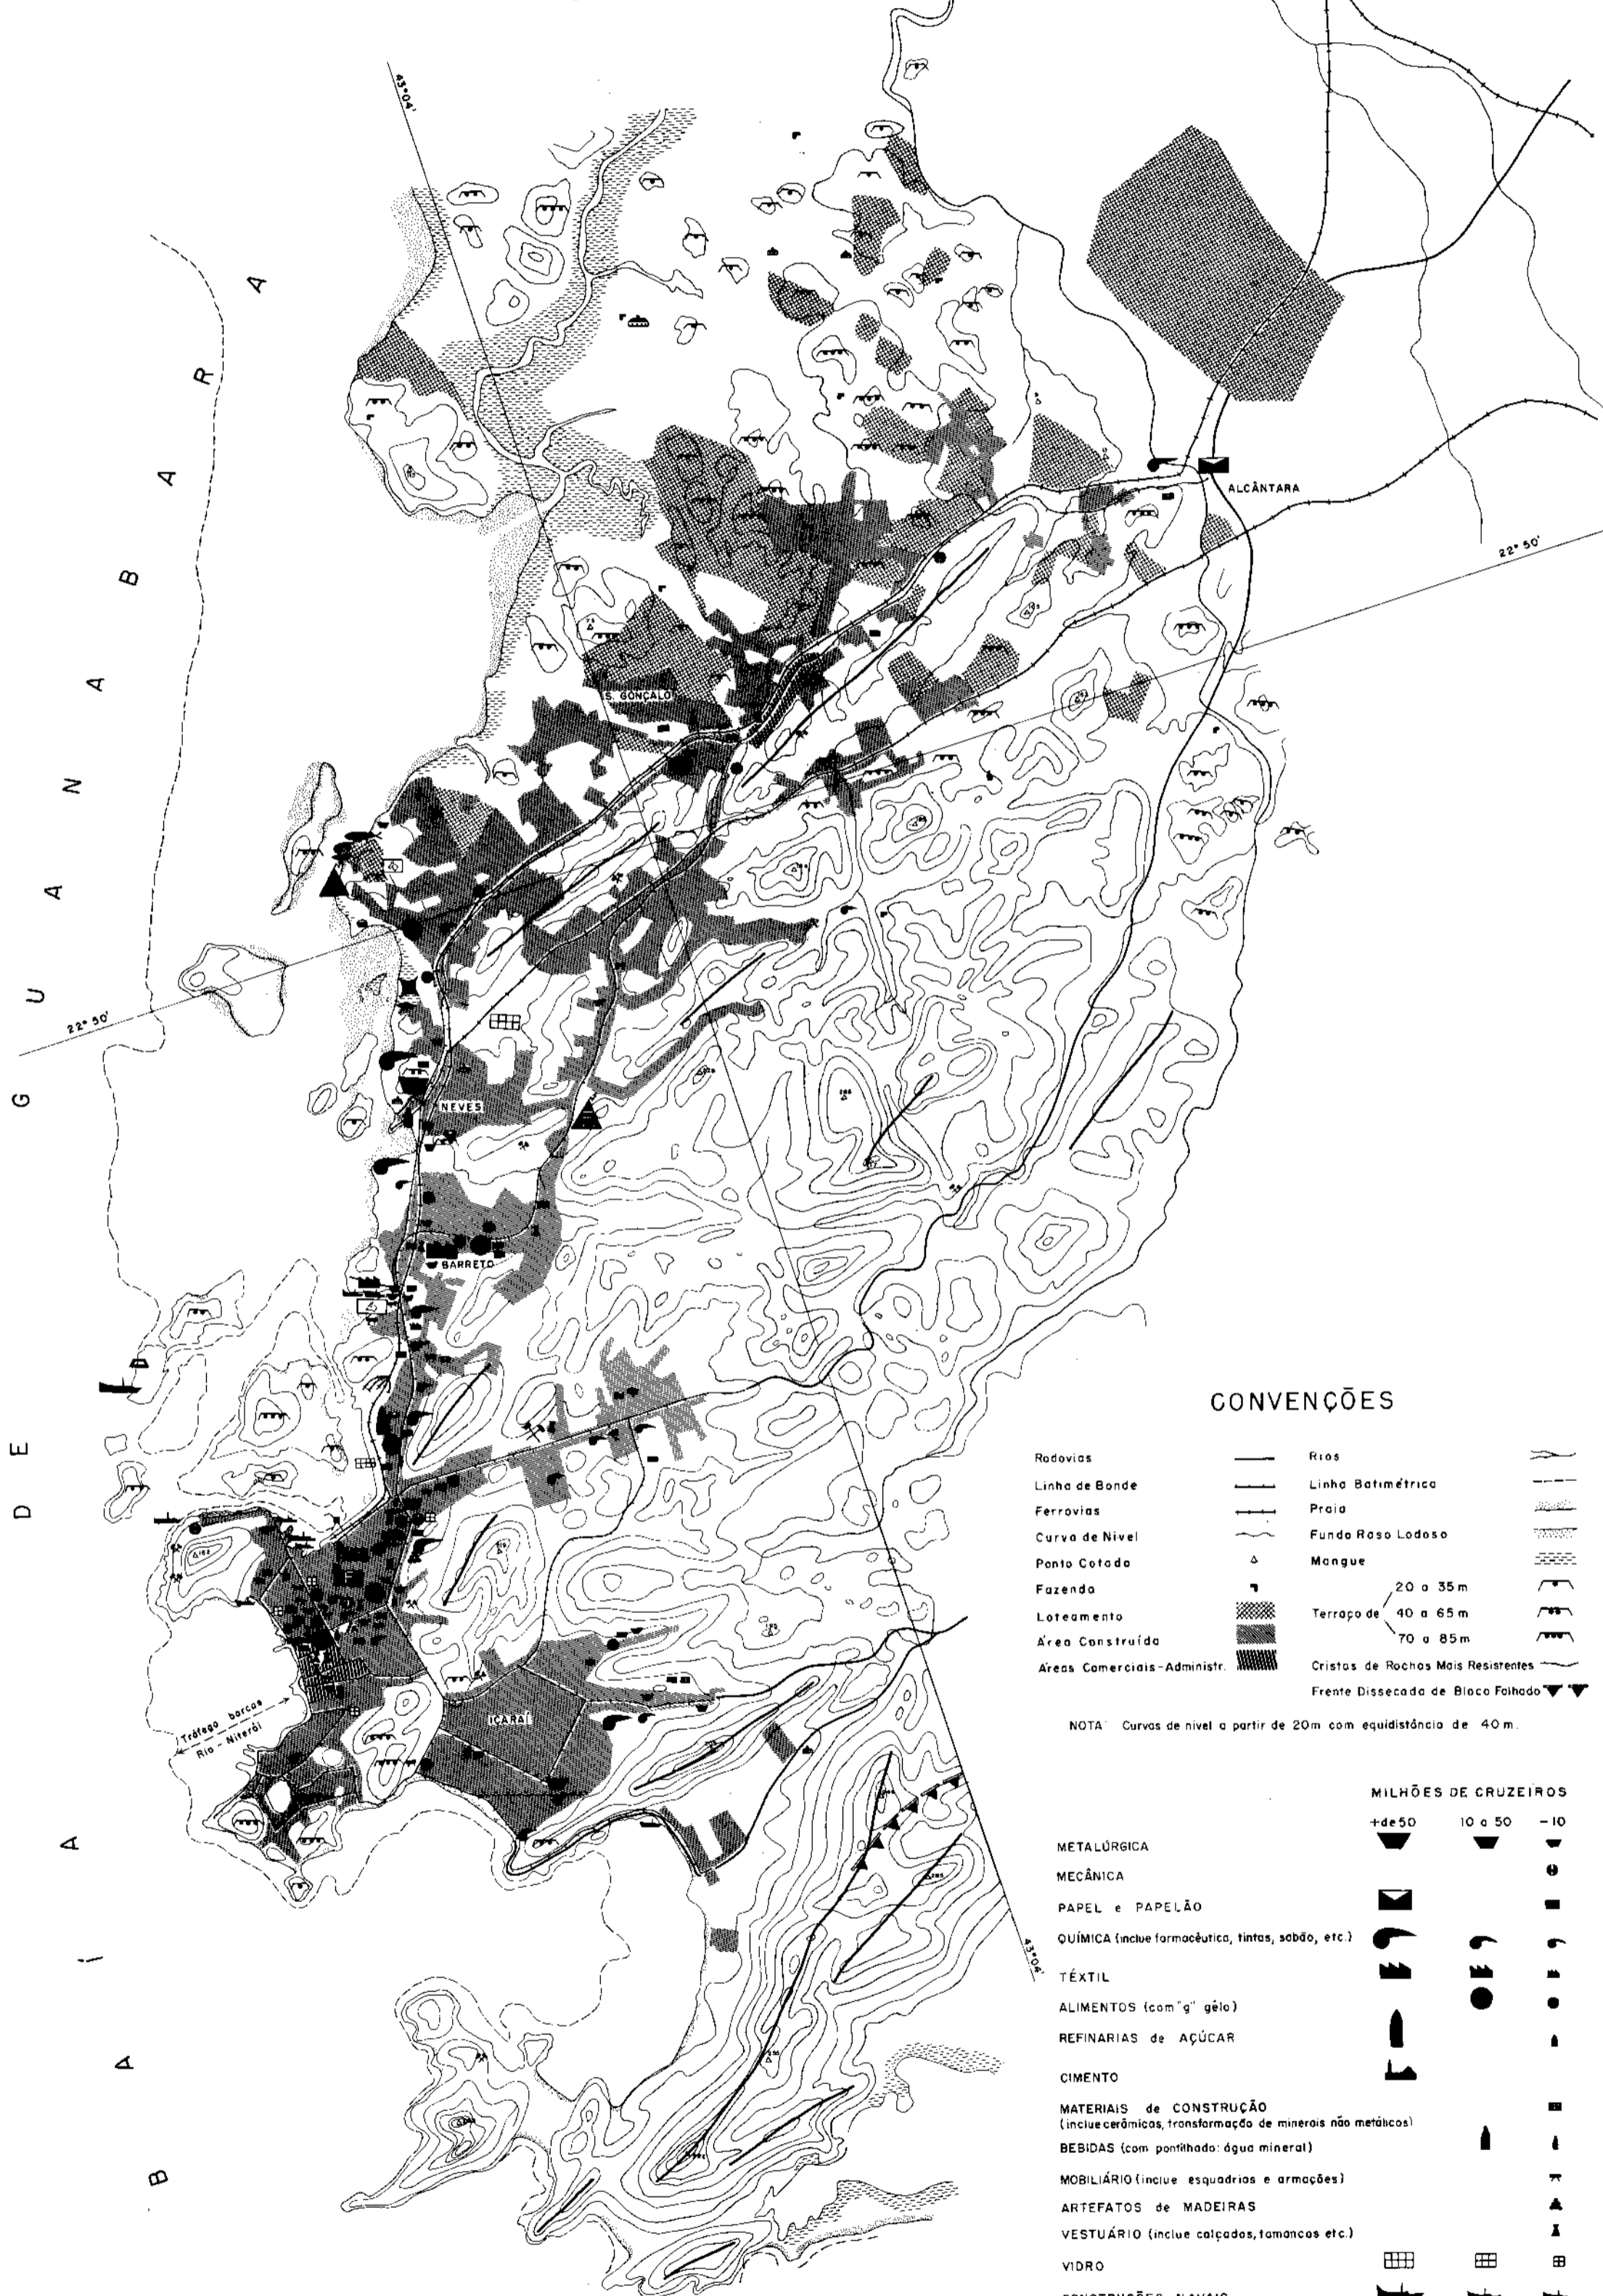 43°04'
BAÍA DE GUANABARA
ALCÂNTARA
22° 50'
S. GONÇALO
22° 50'
NEVES
BARRETO
ICARAÍ
Tráfego barcas
Rio - Niterói
43°04'
CONVENÇÕES
Rodovias
Linha de Bonde
Ferrovias
Curva de Nivel
Ponto Cotado
Fazenda
Loteamento
Área Construída
Áreas Comerciais-Administr.
Rios
Linha Batimétrica
Praia
Fundo Raso Lodoso
Mangue
Terraço de
20 a 35m
40 a 65m
70 a 85m
Cristas de Rochas Mais Resistentes
Frente Dissecada de Bloco Falhado
NOTA: Curvas de nivel a partir de 20m com equidistância de 40m.
MILHÕES DE CRUZEIROS
+de50 10 a 50 -10
METALÚRGICA
MECÂNICA
PAPEL e PAPELÃO
QUÍMICA (inclue farmacêutica, tintas, sabão, etc.)
TÊXTIL
ALIMENTOS (com "g" gêlo)
REFINARIAS de AÇÚCAR
CIMENTO
MATERIAIS de CONSTRUÇÃO
(inclue cerâmicas, transformação de minerais não metálicos)
BEBIDAS (com pontilhado: água mineral)
MOBILIÁRIO (inclue esquadrias e armações)
ARTEFATOS de MADEIRAS
VESTUÁRIO (inclue calçados, tamancos etc.)
VIDRO